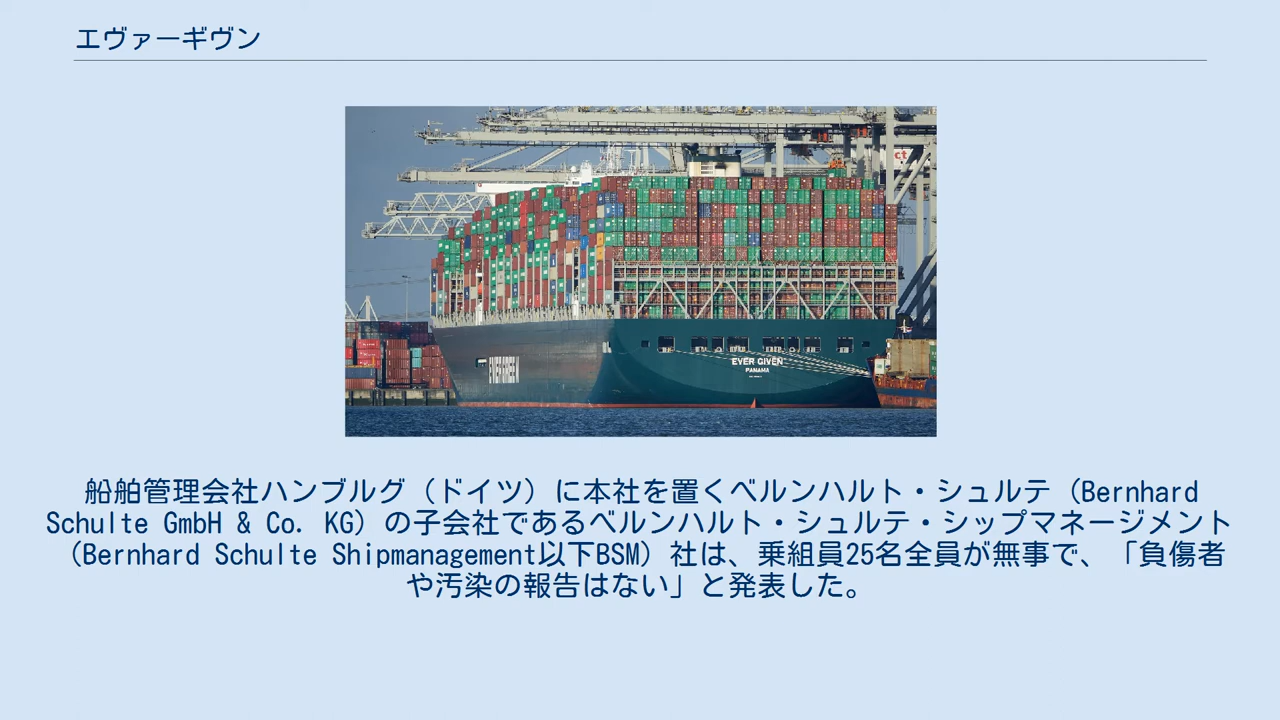 エヴァーギヴン
ct
EVER GIVEN
PANAMA
船舶管理会社ハンブルグ（ドイツ）に本社を置くベルンハルト・シュルテ（Bernhard
Schulte GmbH & Co. KG）の子会社であるベルンハルト・シュルテ・シップマネージメント
（Bernhard Schulte Shipmanagement以下BSM）社は、乗組員25名全員が無事で、「負傷者
や汚染の報告はない」と発表した。